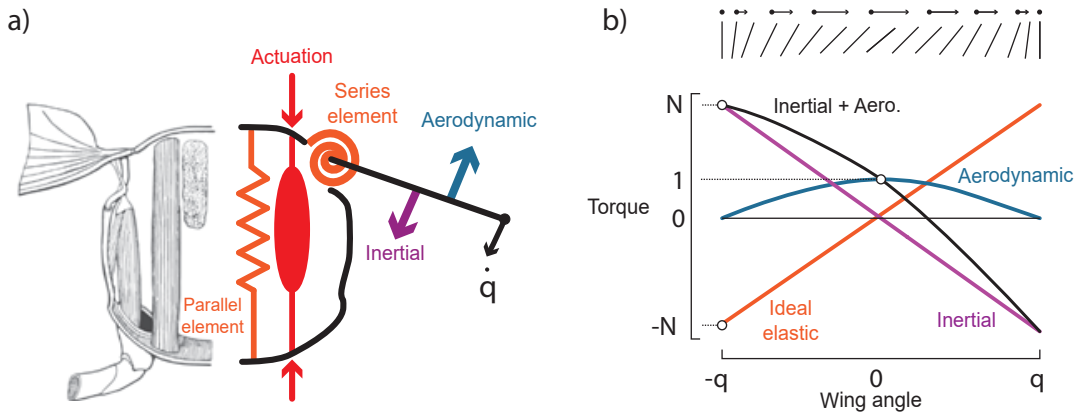 a)
Actuation
Series
element
Aerodynamic
Inertial
q̇
Parallel
element
b)
N
Inertial + Aero.
1
Aerodynamic
Torque
0
Ideal
elastic
Inertial
-N
-q
0
q
Wing angle